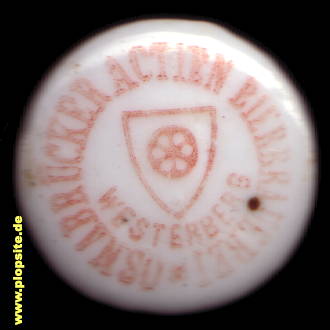 OSNABRÜCKER ACTIEN BIERBRAUEREI
WESTERBERG
www.plopsite.de